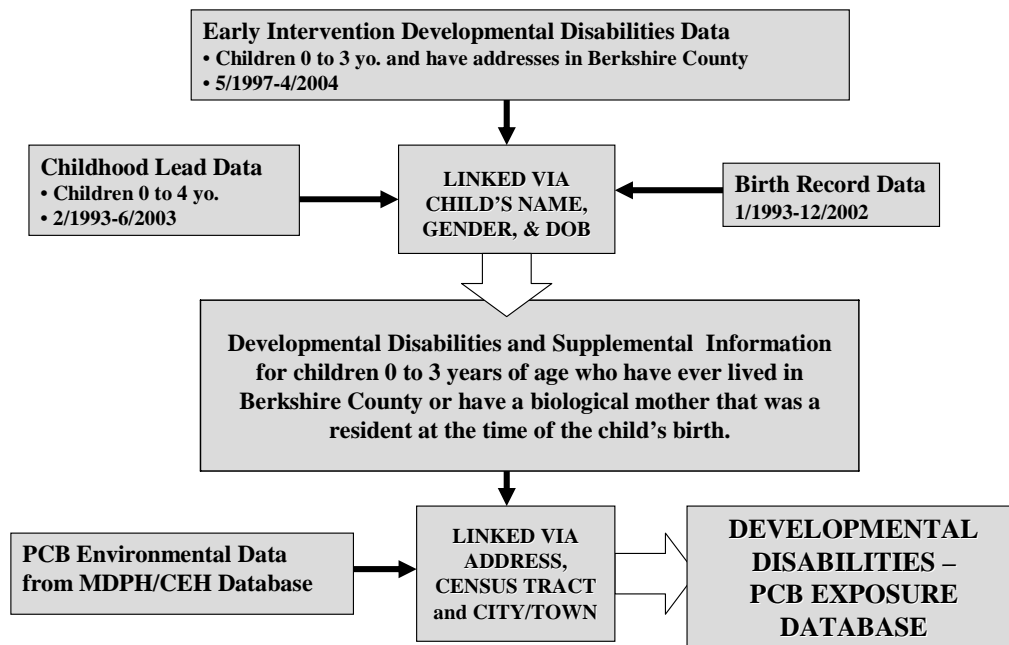 Early Intervention Developmental Disabilities Data
• Children 0 to 3 yo. and have addresses in Berkshire County
• 5/1997-4/2004
Childhood Lead Data
• Children 0 to 4 yo.
• 2/1993-6/2003
LINKED VIA
CHILD'S NAME,
GENDER, & DOB
Birth Record Data
1/1993-12/2002
Developmental Disabilities and Supplemental Information
for children 0 to 3 years of age who have ever lived in
Berkshire County or have a biological mother that was a
resident at the time of the child's birth.
PCB Environmental Data
from MDPH/CEH Database
LINKED VIA
ADDRESS,
CENSUS TRACT
and CITY/TOWN
DEVELOPMENTAL
DISABILITIES –
PCB EXPOSURE
DATABASE